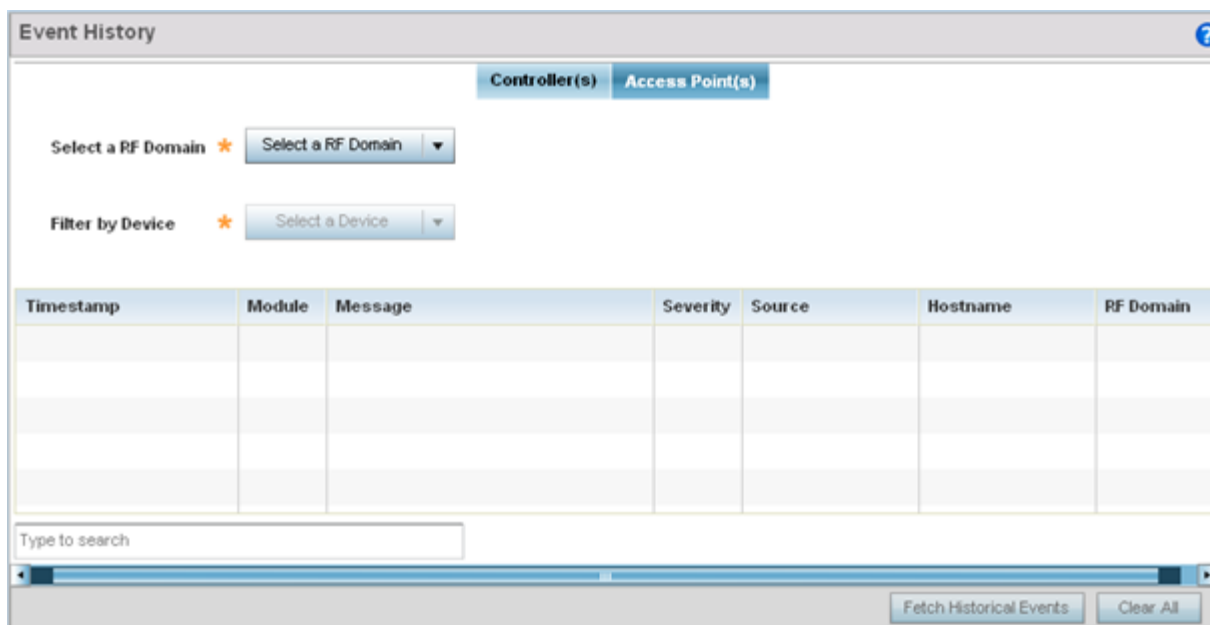 Event History
?
Controller(s) Access Point(s)
Select a RF Domain * Select a RF Domain
Filter by Device * Select a Device
Timestamp Module Message Severity Source Hostname RF Domain
Type to search
Fetch Historical Events Clear All